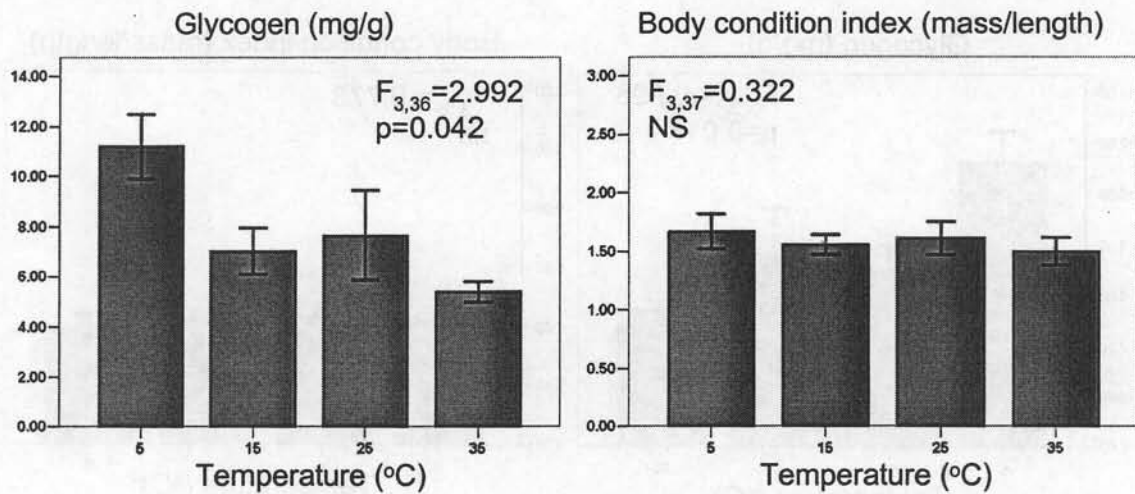 Glycogen (mg/g)
14.00
12.00
10.00
8.00
6.00
4.00
2.00
0.00
F3,36=2.992
p=0.042
5 15 25 35
Temperature (oC)
Body condition index (mass/length)
3.00
2.50
2.00
1.50
1.00
0.50
0.00
F3,37=0.322
NS
5 15 25 35
Temperature (oC)